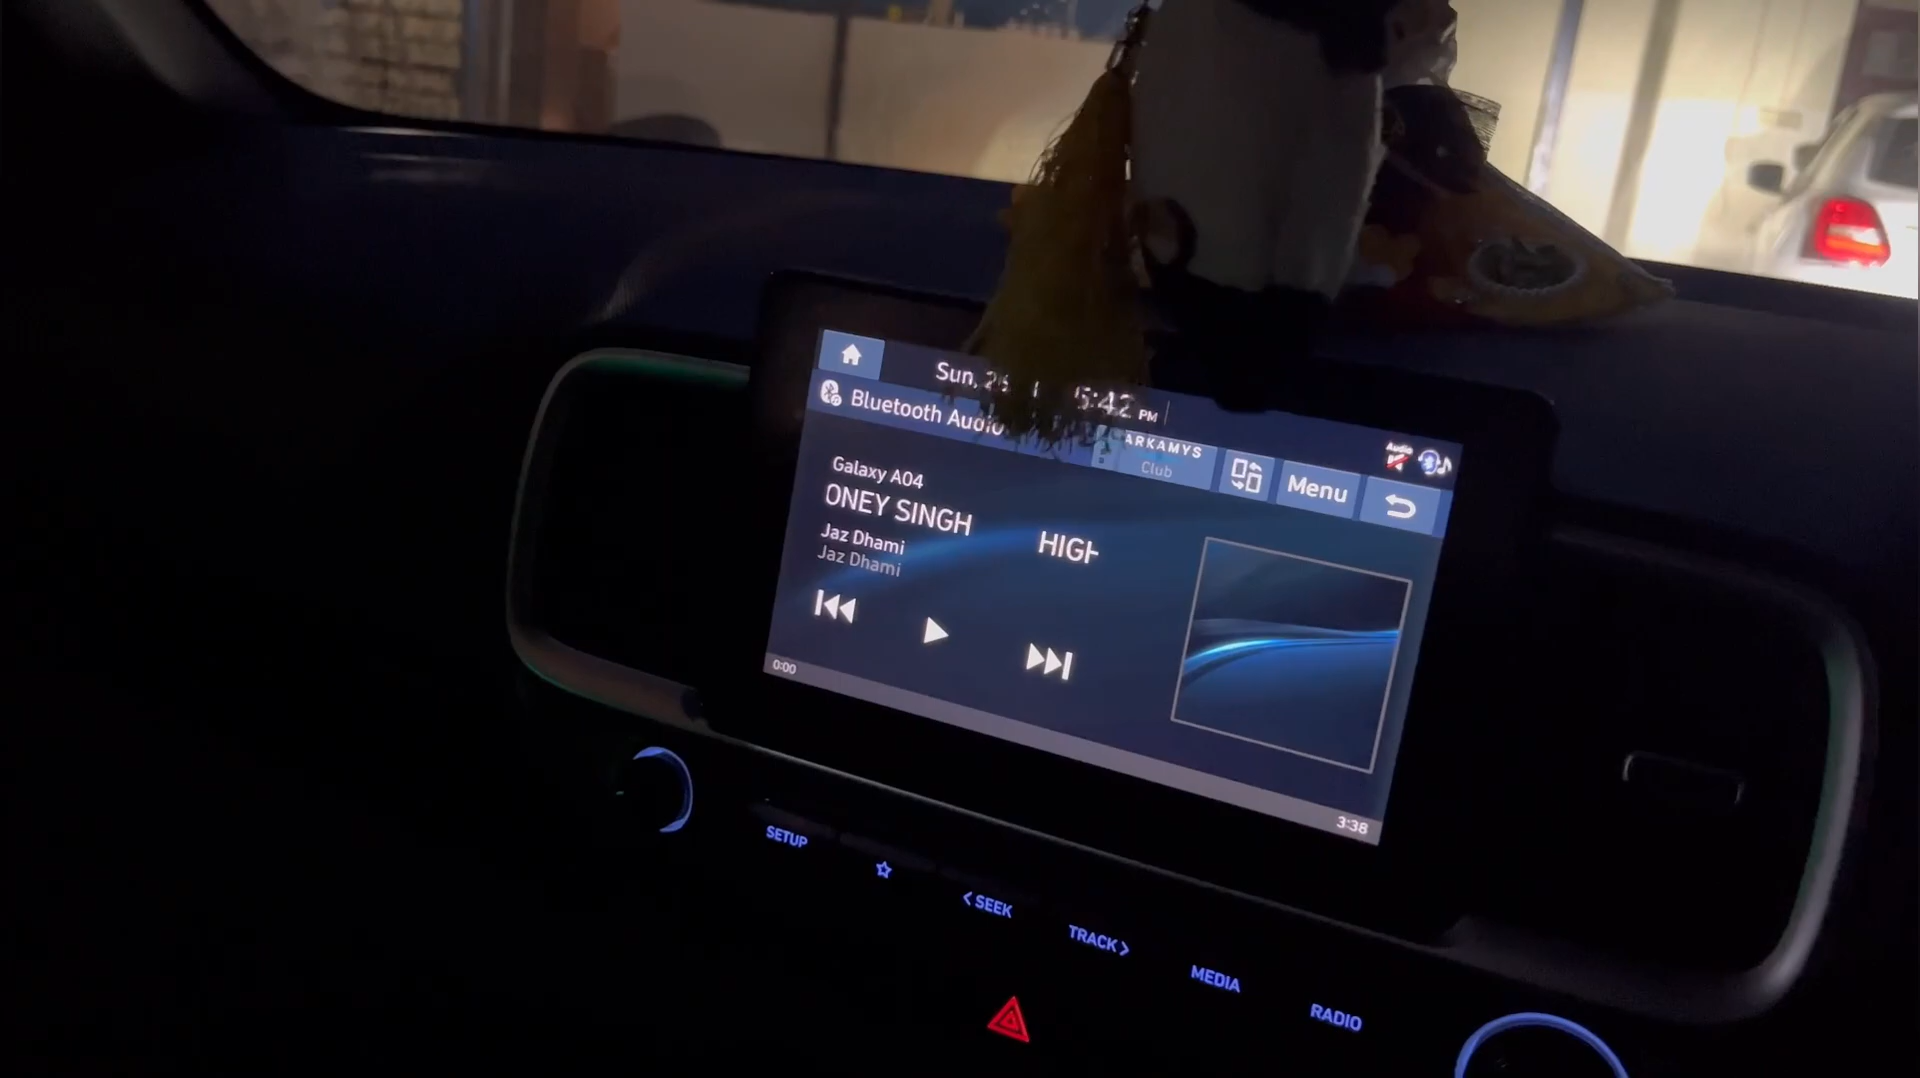 Sun, 5:42 PM
Bluetooth Audio
ARKAMYS
Club
Menu
Audio
Galaxy A04
ONEY SINGH HIGH
Jaz Dhami
Jaz Dhami
0:00
3:38
SETUP
< SEEK
TRACK >
MEDIA
RADIO